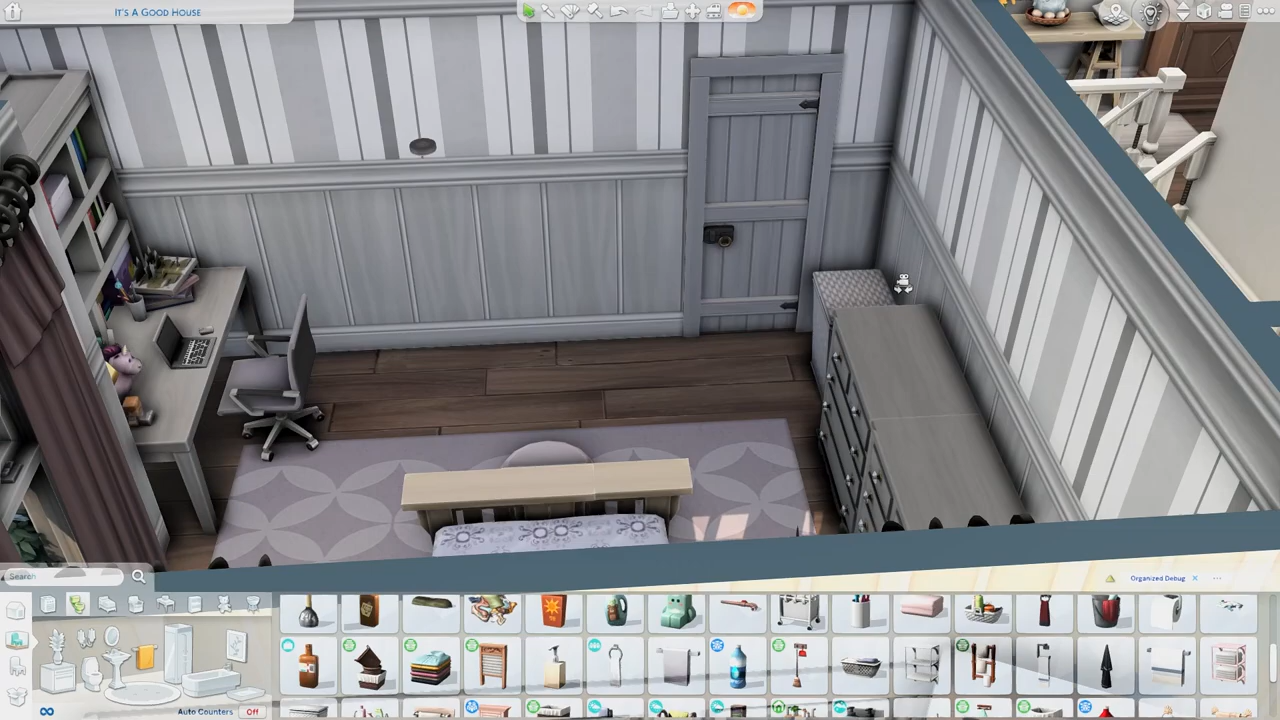 IT'S A GOOD HOUSE
Search
Organized Debug
Auto Counters Off